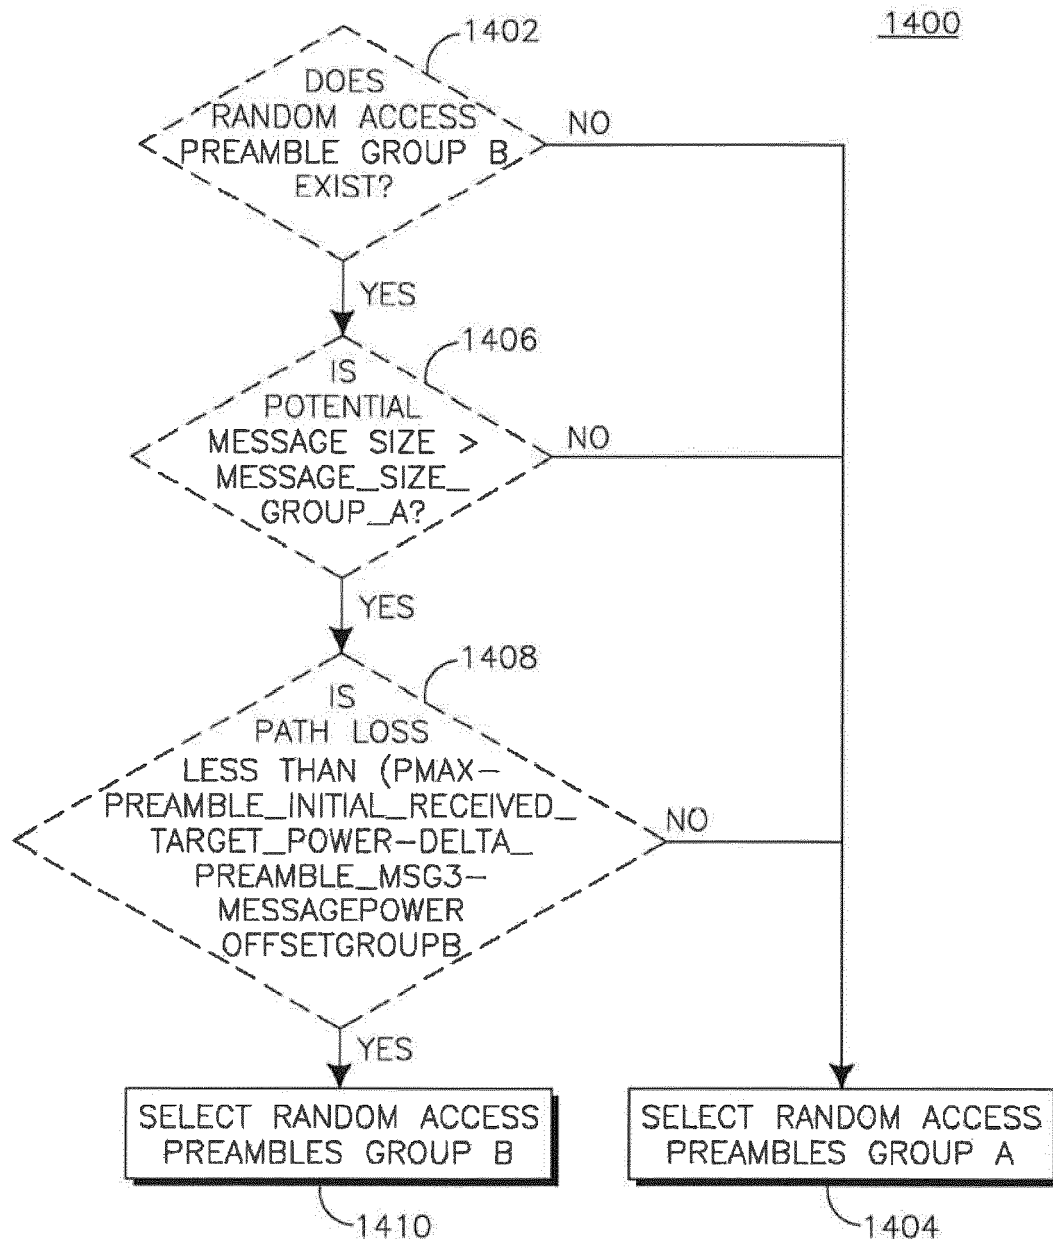 1400
1402
DOES
RANDOM ACCESS
PREAMBLE GROUP B
EXIST?
NO
YES
1406
IS
POTENTIAL
MESSAGE SIZE >
MESSAGE_SIZE_
GROUP_A?
NO
YES
1408
IS
PATH LOSS
LESS THAN (PMAX-
PREAMBLE_INITIAL_RECEIVED_
TARGET_POWER-DELTA_
PREAMBLE_MSG3-
MESSAGEPOWER
OFFSETGROUPB
NO
YES
SELECT RANDOM ACCESS
PREAMBLES GROUP B
1410
SELECT RANDOM ACCESS
PREAMBLES GROUP A
1404